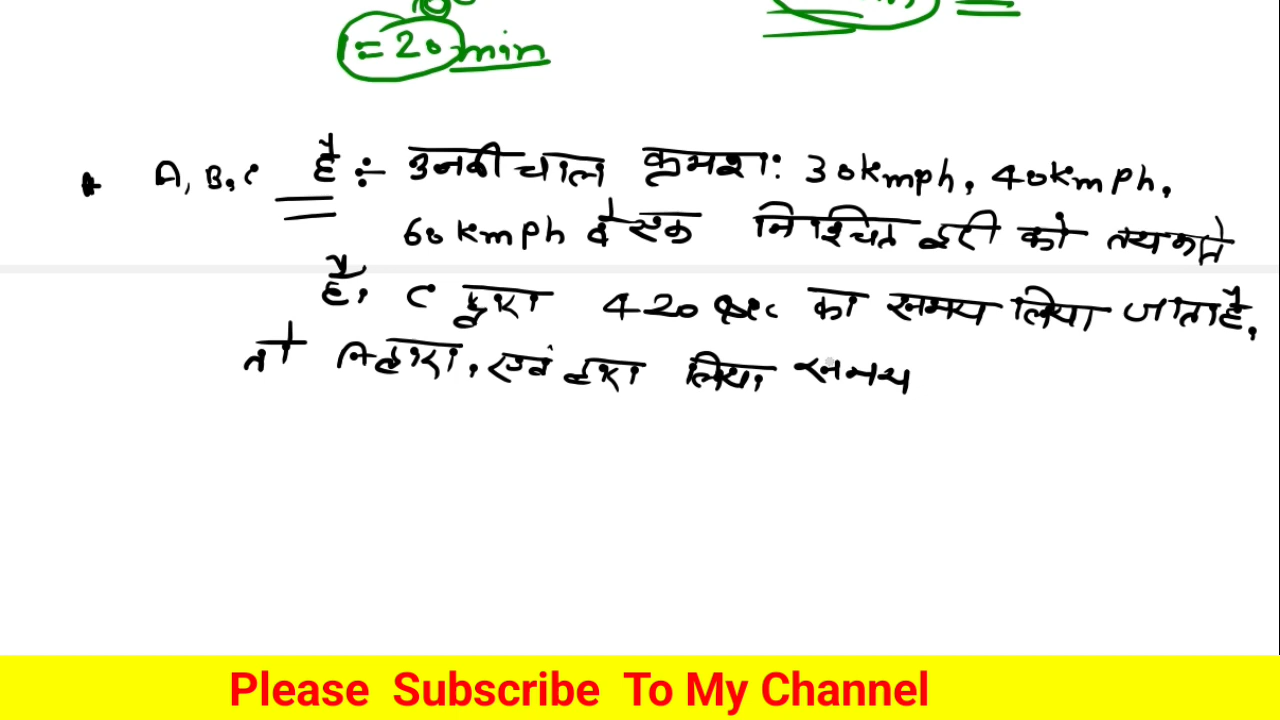 1 = 20 min
A, B, C हैं ÷ उनकी चाल क्रमशः 30kmph, 40kmph,
60kmph वे एक निश्चित दूरी को तय करते
हैं, C द्वारा 420 sec का समय लिया जाता है,
तो A द्वारा, एवं द्वारा लिया समय
Please Subscribe To My Channel